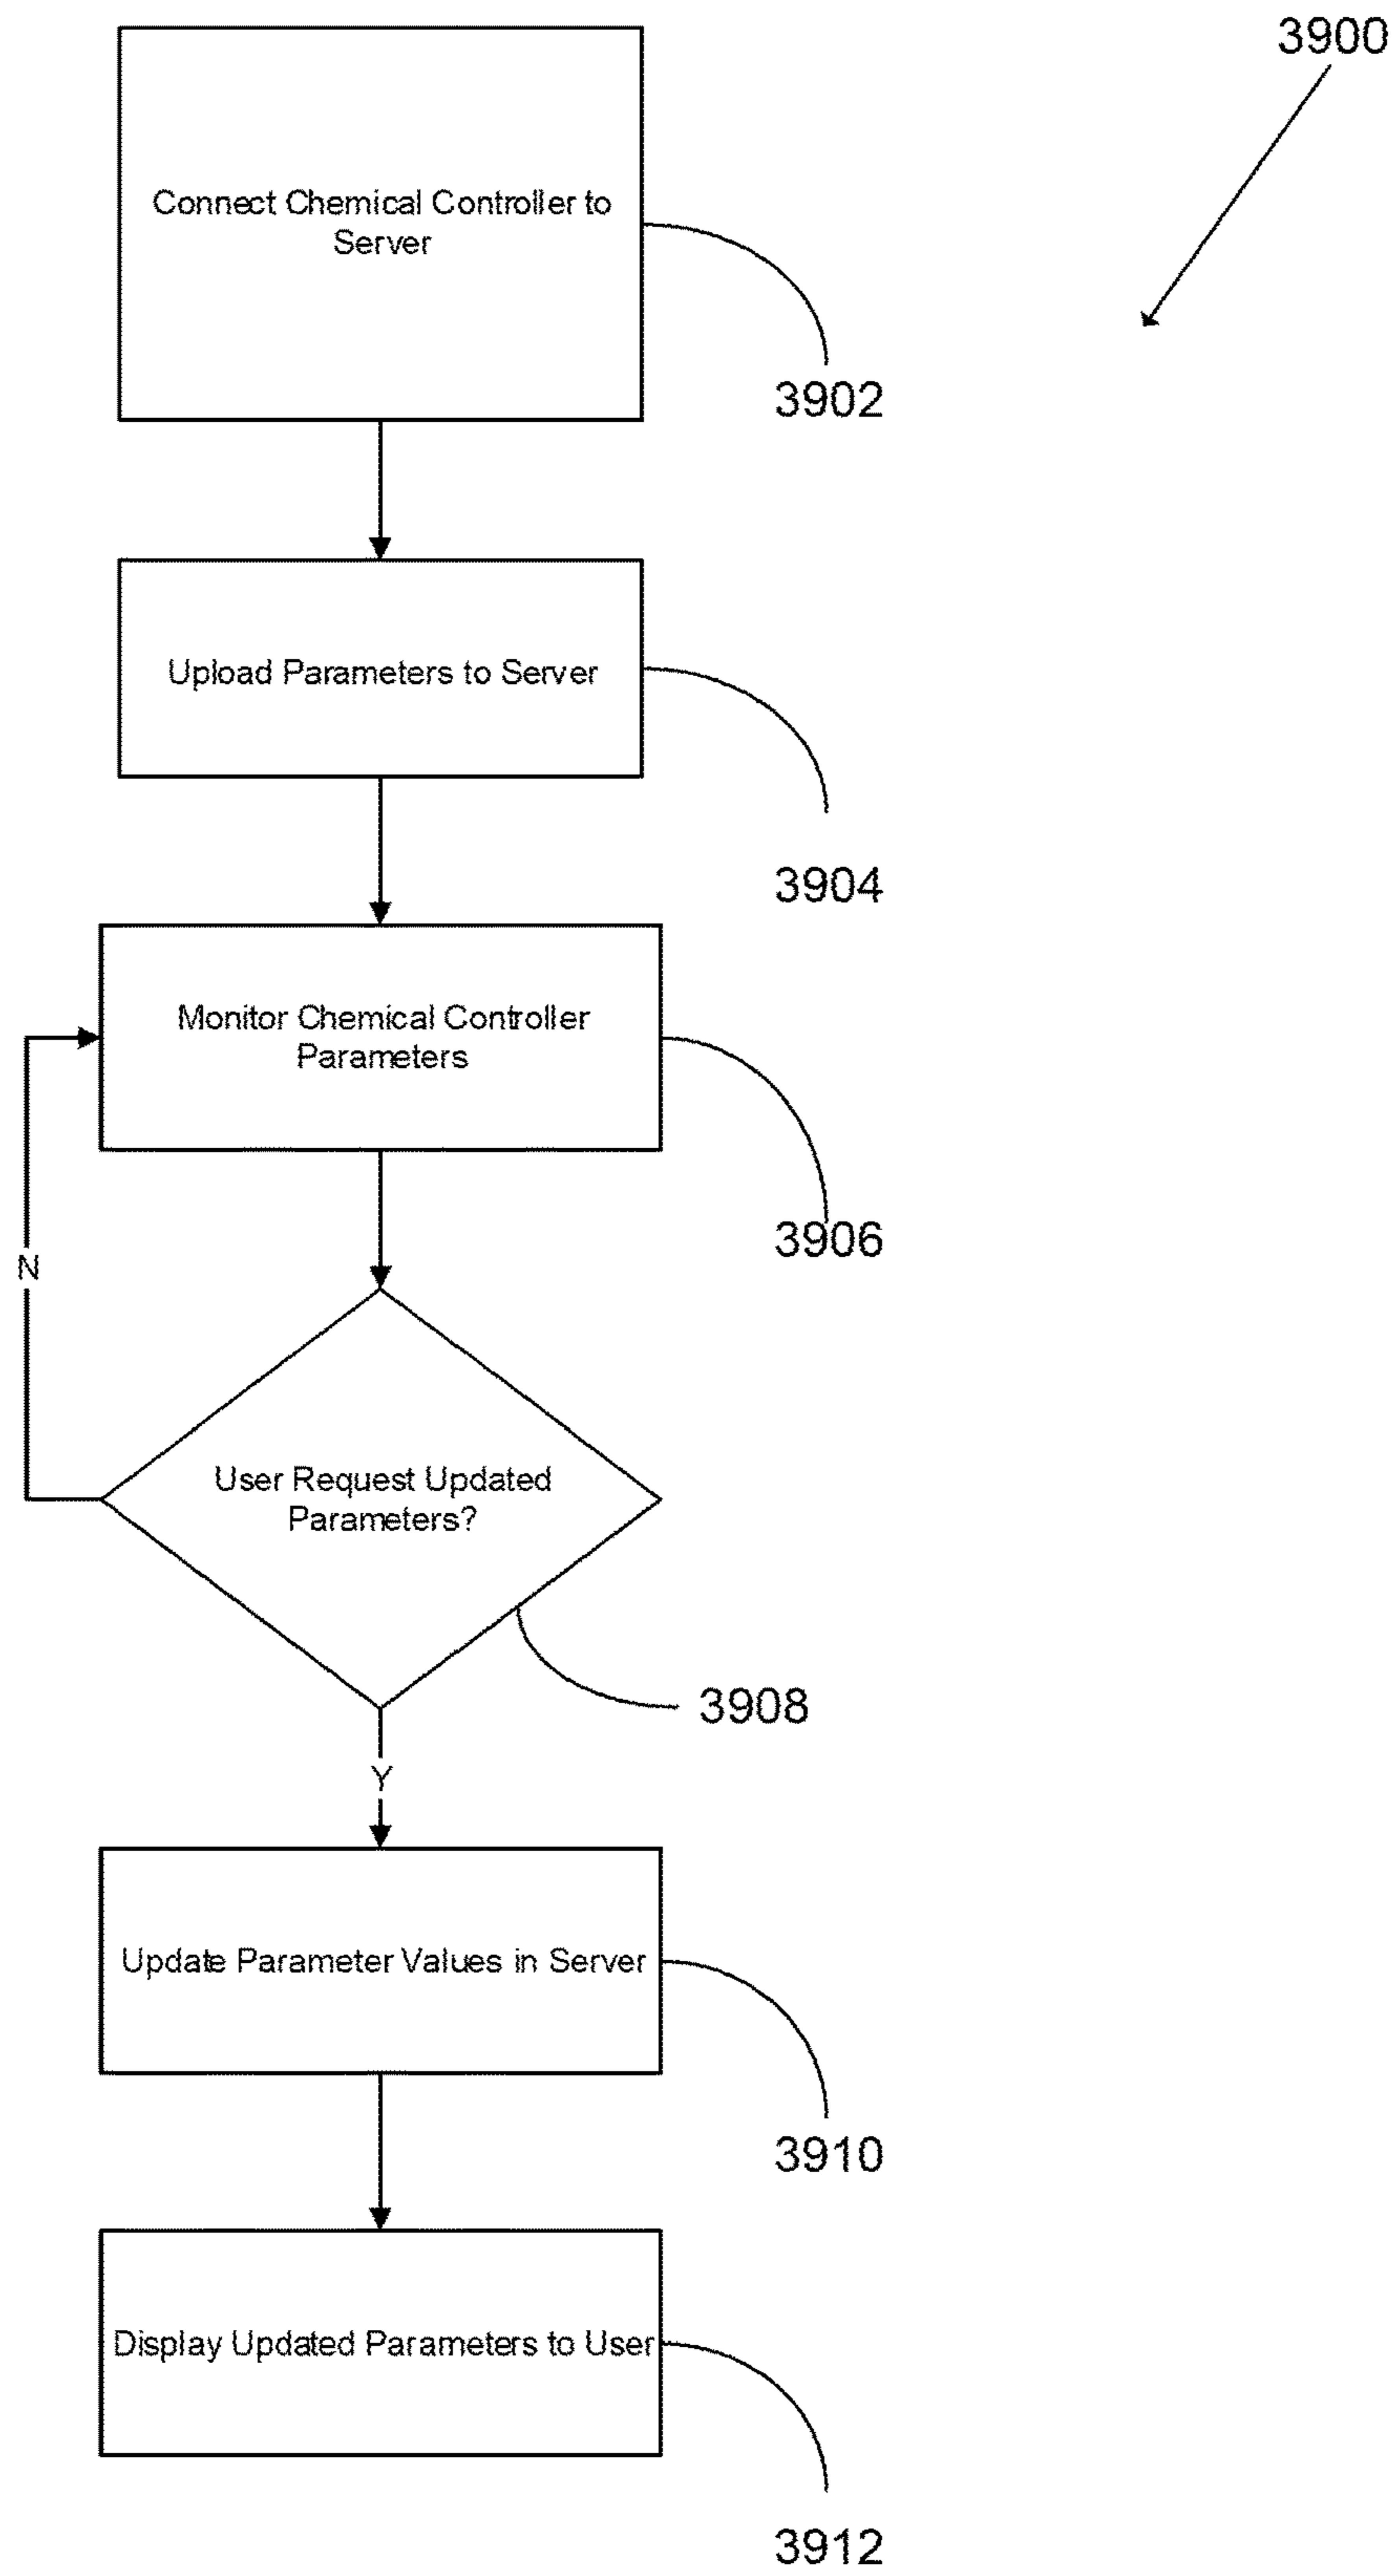 3900
Connect Chemical Controller to
Server
3902
Upload Parameters to Server
3904
Monitor Chemical Controller
Parameters
3906
N
User Request Updated
Parameters?
3908
Y
Update Parameter Values in Server
3910
Display Updated Parameters to User
3912